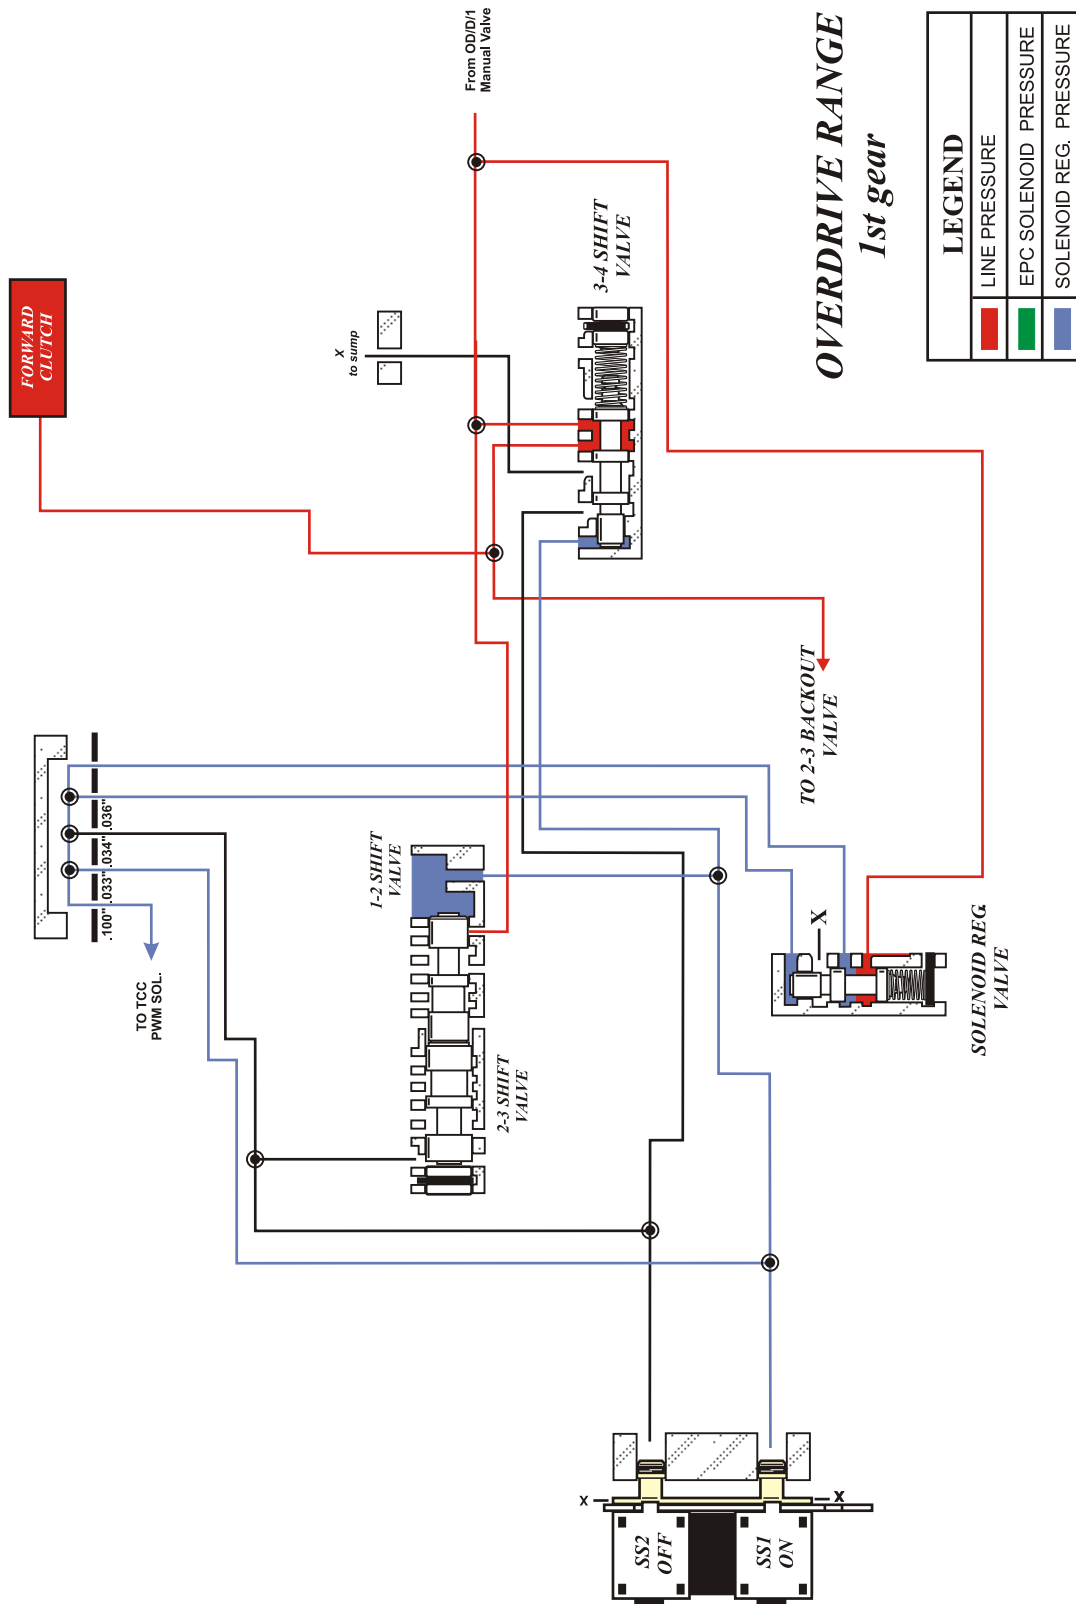 OVERDRIVE RANGE
1st gear
LEGEND
LINE PRESSURE
EPC SOLENOID PRESSURE
SOLENOID REG. PRESSURE
From OD/D/1
Manual Valve
FORWARD
CLUTCH
X
to sump
3-4 SHIFT
VALVE
TO 2-3 BACKOUT
VALVE
.100" .033" .034" .036"
TO TCC
PWM SOL.
1-2 SHIFT
VALVE
2-3 SHIFT
VALVE
X
SOLENOID REG.
VALVE
X
X
SS2
OFF
SS1
ON